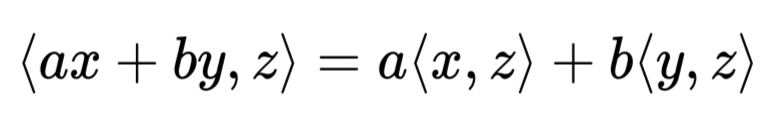 ⟨ax + by, z⟩ = a⟨x, z⟩ + b⟨y, z⟩